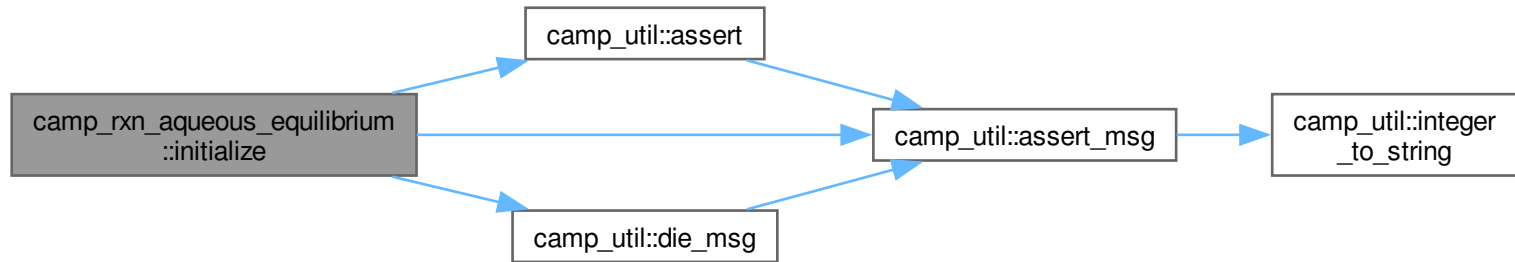 camp_util::assert
camp_rxn_aqueous_equilibrium
::initialize
camp_util::assert_msg
camp_util::integer
_to_string
camp_util::die_msg